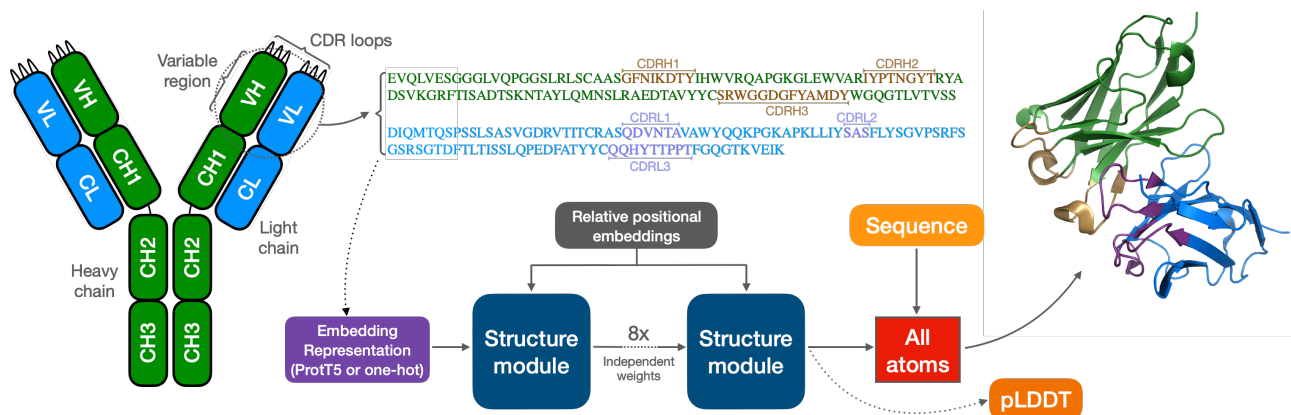 CDR loops
Variable
region
VH
VL
VH
VL
CH1
CL
CH1
CL
Light
chain
Heavy
chain
CH2
CH2
CH3
CH3
CDRH1
CDRH2
EVQLVESGGGLVQPGGSLRLSCAASGFNIKDTYIHWVRQAPGKGLEWVARIYPTNGYTRYA
DSVKGRFTISADTSKNTAYLQMNSLRAEDTAVYYCSRWGGDGFYAMDYWGQGTLVTVSS
CDRH3
CDRL1
CDRL2
DIQMTQSPSSLSASVGDRVTITCRASQDVNTAVAWYQQKPGKAPKLLIYSASFLYSGVPSRFS
GSRSGTDFTLTISSLQPEDFATYYCQQHYTTPPTFGQGTKVEIK
CDRL3
Relative positional
embeddings
Sequence
Embedding
Representation
(ProtT5 or one-hot)
Structure
module
8x
Independent
weights
Structure
module
All
atoms
pLDDT